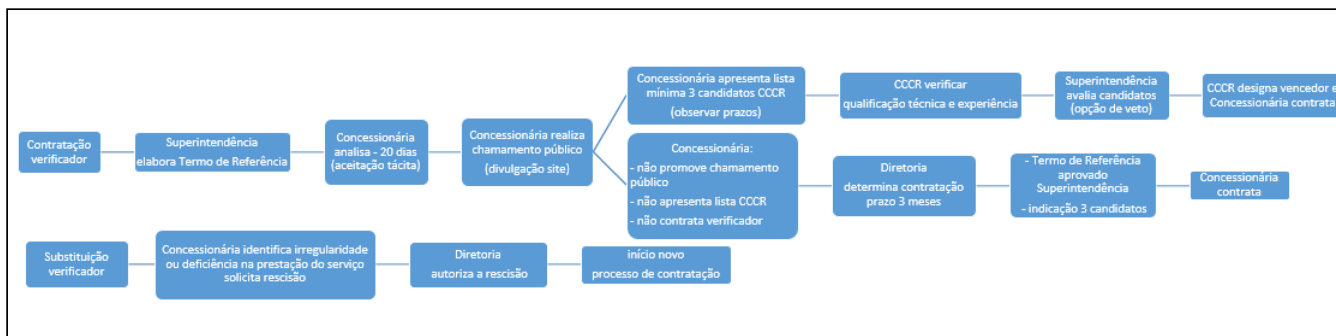 Contratação
verificador
Superintendência
elabora Termo de Referência
Concessionária
analisa - 20 dias
(aceitação tácita)
Concessionária realiza
chamamento público
(divulgação site)
Concessionária apresenta lista
mínima 3 candidatos CCCR
(observar prazos)
CCCR verificar
qualificação técnica e experiência
Superintendência
avalia candidatos
(opção de veto)
CCCR designa vencedor e
Concessionária contrata
Concessionária:
- não promove chamamento
público
- não apresenta lista CCCR
- não contrata verificador
Diretoria
determina contratação
prazo 3 meses
- Termo de Referência
aprovado
Superintendência
- indicação 3 candidatos
Concessionária
contrata
Substituição
verificador
Concessionária identifica irregularidade
ou deficiência na prestação do serviço
solicita rescisão
Diretoria
autoriza a rescisão
início novo
processo de contratação